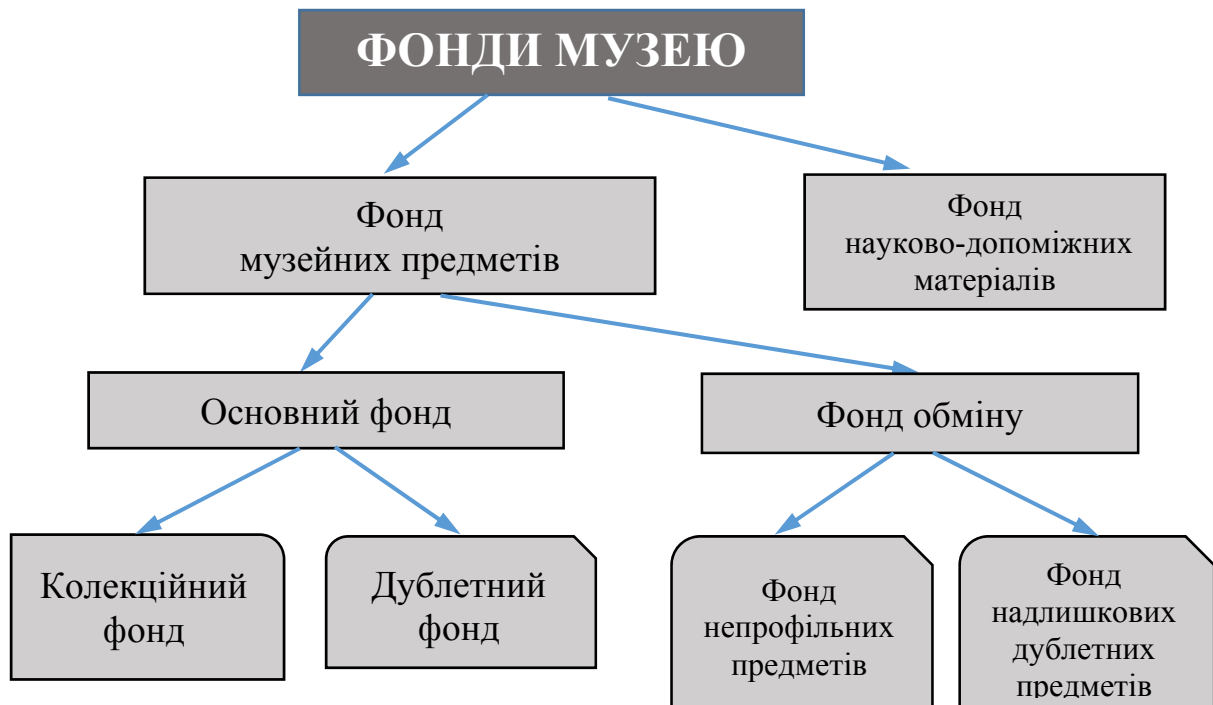 ФОНДИ МУЗЕЮ
Фонд
музейних предметів
Фонд
науково-допоміжних
матеріалів
Основний фонд
Фонд обміну
Колекційний
фонд
Дублетний
фонд
Фонд
непрофільних
предметів
Фонд
надлишкових
дублетних
предметів